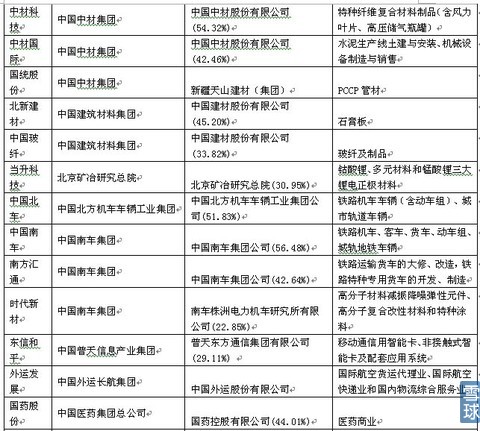 中材科技 中国中材集团 中国中材股份有限公司(54.32%) 特种纤维复合材料制品(含风力叶片、高压储气瓶罐)
中材国际 中国中材集团 中国中材股份有限公司(42.46%) 水泥生产线土建与安装、机械设备制造与销售
国统股份 中国中材集团 新疆天山建材(集团) PCCP 管材
北新建材 中国建筑材料集团 中国建材股份有限公司(45.20%) 石膏板
中国玻纤 中国建筑材料集团 中国建材股份有限公司(33.82%) 玻纤及制品
当升科技 北京矿冶研究总院 北京矿冶研究总院(30.95%) 钴酸锂、多元材料和锰酸锂三大锂电正极材料
中国北车 中国北方机车车辆工业集团 中国北方机车车辆工业集团公司(51.83%) 铁路机车车辆(含动车组)、城市轨道车辆
中国南车 中国南车集团 中国南车集团公司(56.48%) 铁路机车、客车、货车、动车组、城轨地铁车辆
南方汇通 中国南车集团 中国南车集团公司(42.64%) 铁路运输货车的大修、改造,铁路特种专用货车的开发、制造
时代新材 中国南车集团 南车株洲电力机车研究所有限公司(22.85%) 高分子材料减振降噪弹性元件、高分子复合改性材料和特种涂料
东信和平 中国普天信息产业集团 普天东方通信集团有限公司(29.11%) 移动通信用智能卡、非接触式智能卡及配套应用系统
外运发展 中国外运长航集团 中国外运股份有限公司 国际航空货运代理业、国际航空快递业和国内物流综合服务业
国药股份 中国医药集团总公司 国药控股有限公司(44.01%) 医药商业
雪球